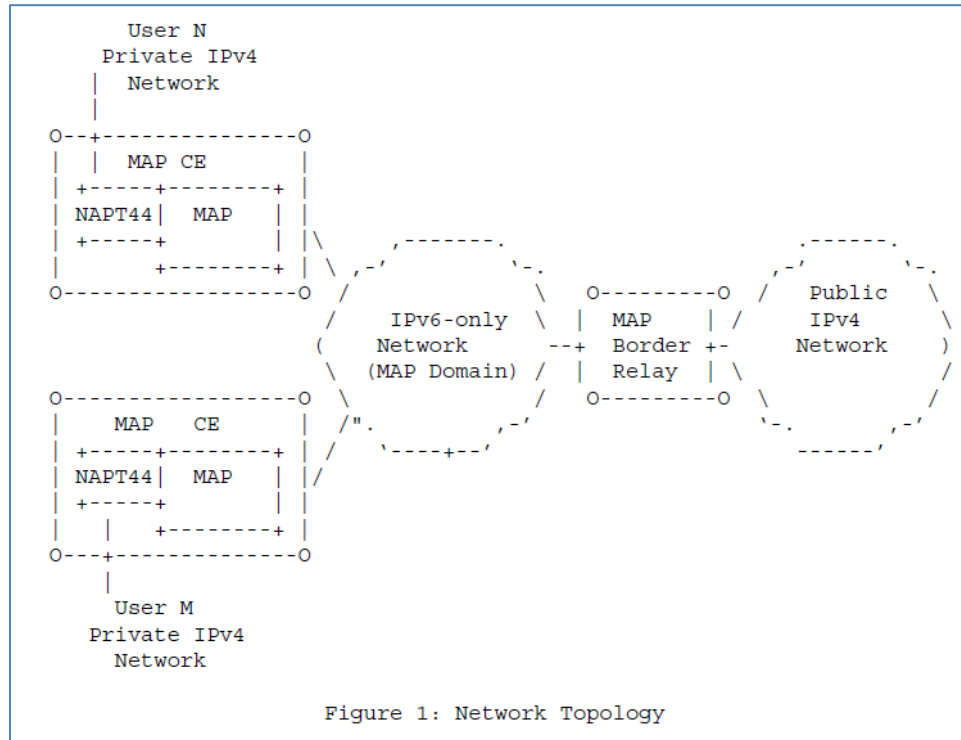 User N
Private IPv4
Network
MAP CE
NAPT44 MAP
IPv6-only
Network
(MAP Domain)
MAP
Border
Relay
Public
IPv4
Network
MAP CE
NAPT44 MAP
User M
Private IPv4
Network
Figure 1: Network Topology